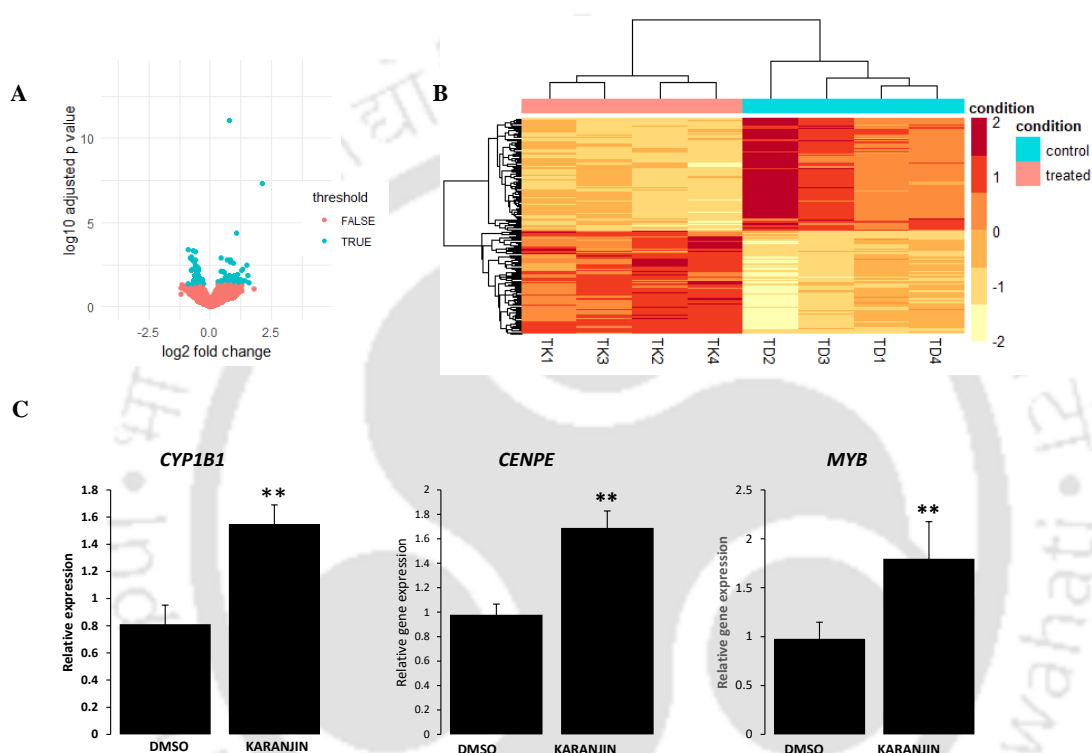 A
log10 adjusted p value
10
5
0
-2.5
0.0
2.5
log2 fold change
threshold
FALSE
TRUE
B
TK1
TK3
TK2
TK4
TD2
TD3
TD1
TD4
condition
2
1
0
-1
-2
condition
control
treated
C
CYP1B1
Relative expression
1.8
1.6
1.4
1.2
1
0.8
0.6
0.4
0.2
0
**
DMSO
KARANJIN
CENPE
Relative gene expression
2
1.8
1.6
1.4
1.2
1
0.8
0.6
0.4
0.2
0
**
DMSO
KARANJIN
MYB
Relative gene expression
2.5
2
1.5
1
0.5
0
**
DMSO
KARANJIN
wahati